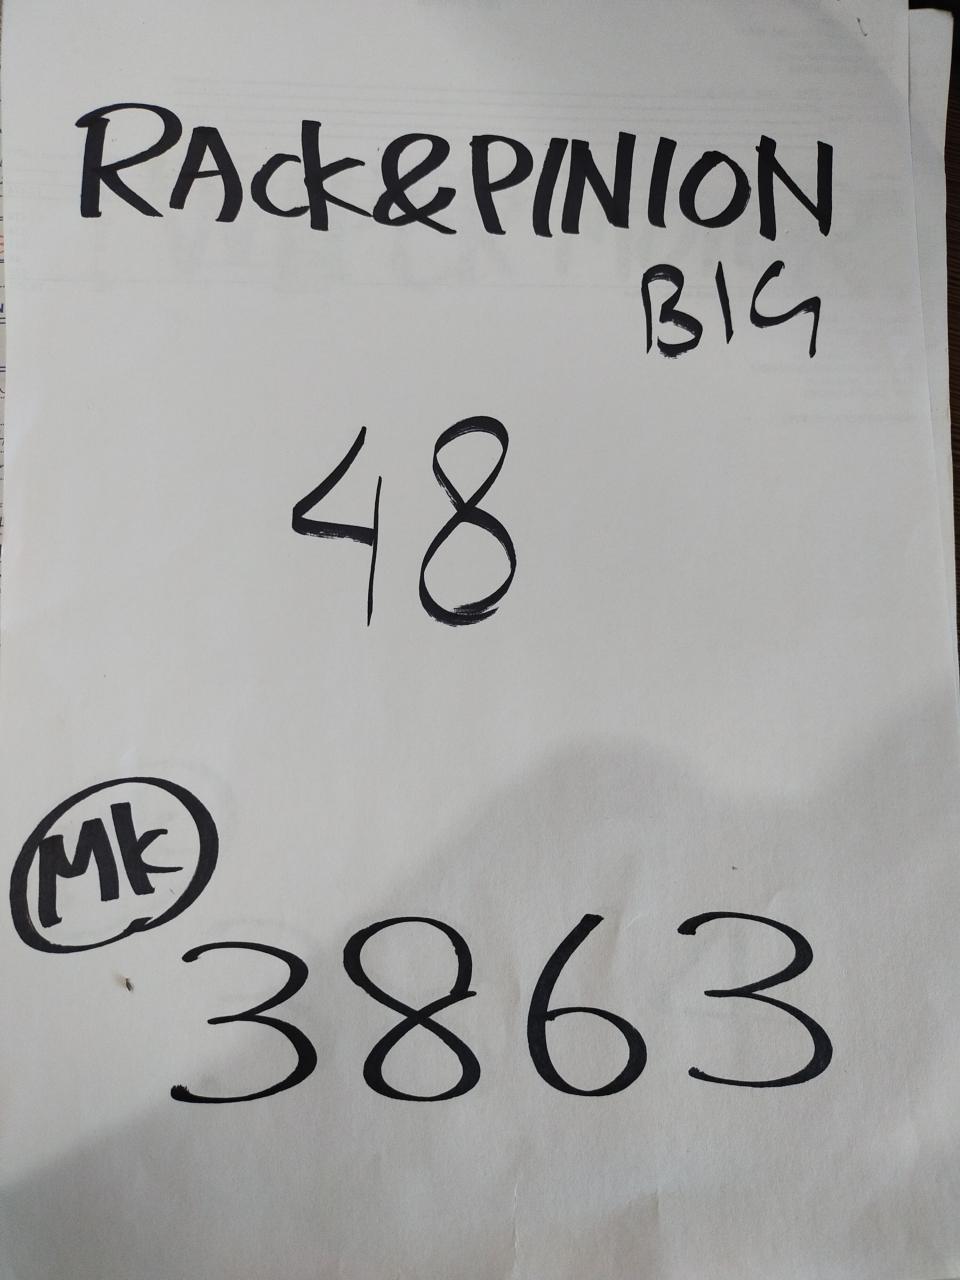 RAck&PINION
BIG
48
Mk
3863